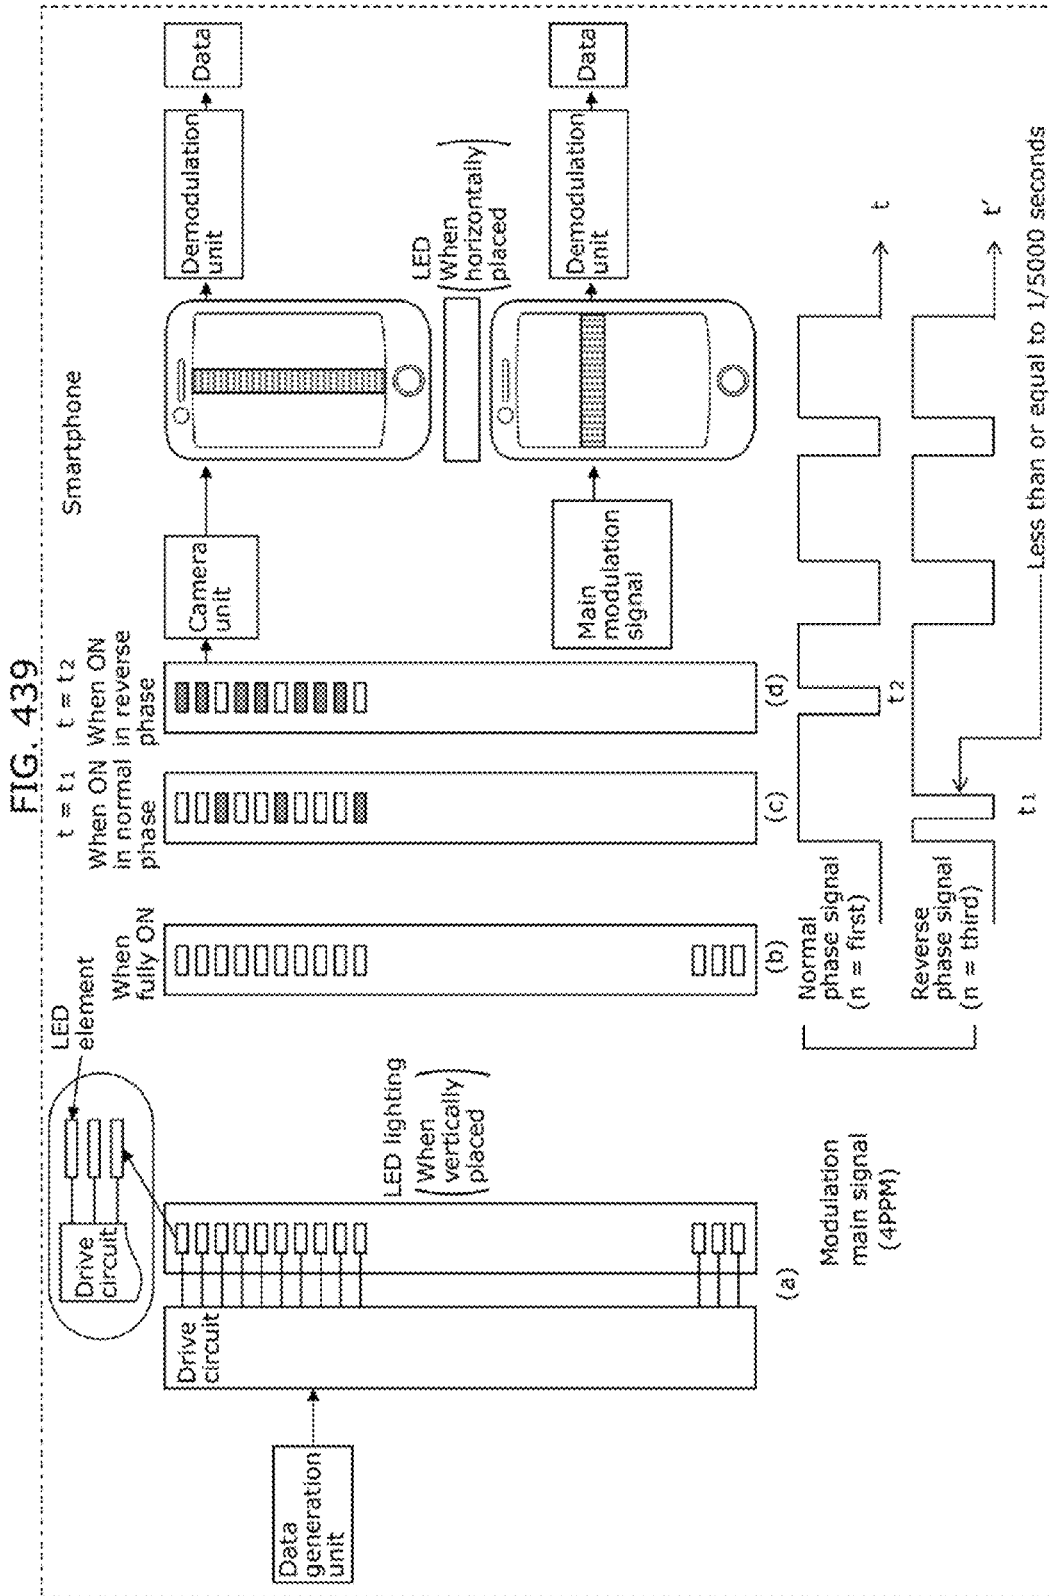 FIG. 439
LED
element
Drive
circuit
Data
generation
unit
Drive
circuit
LED lighting
(When
vertically
placed)
(a)
When
fully ON
(b)
t = t1
When ON
in normal
phase
(c)
t = t2
When ON
in reverse
phase
(d)
Camera
unit
Smartphone
Demodulation
unit
Data
LED
(When
horizontally
placed)
Main
modulation
signal
Demodulation
unit
Data
Modulation
main signal
(4PPM)
Normal
phase signal
(n = first)
t2
t
Reverse
phase signal
(n = third)
t1
t'
Less than or equal to 1/5000 seconds